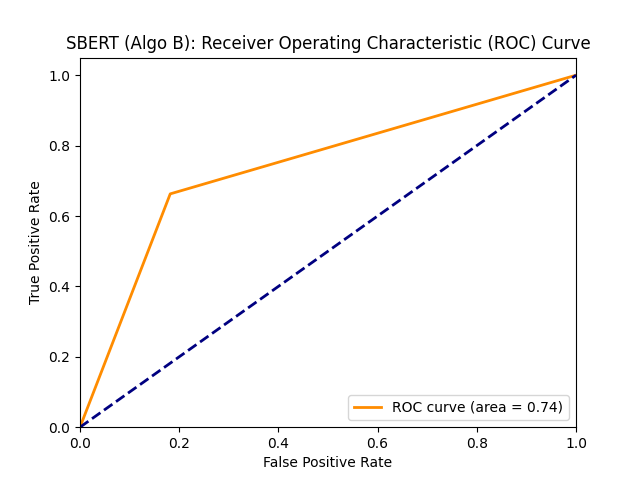 SBERT (Algo B): Receiver Operating Characteristic (ROC) Curve
1.0
0.8
0.6
0.4
0.2
0.0
True Positive Rate
ROC curve (area = 0.74)
0.0 0.2 0.4 0.6 0.8 1.0
False Positive Rate